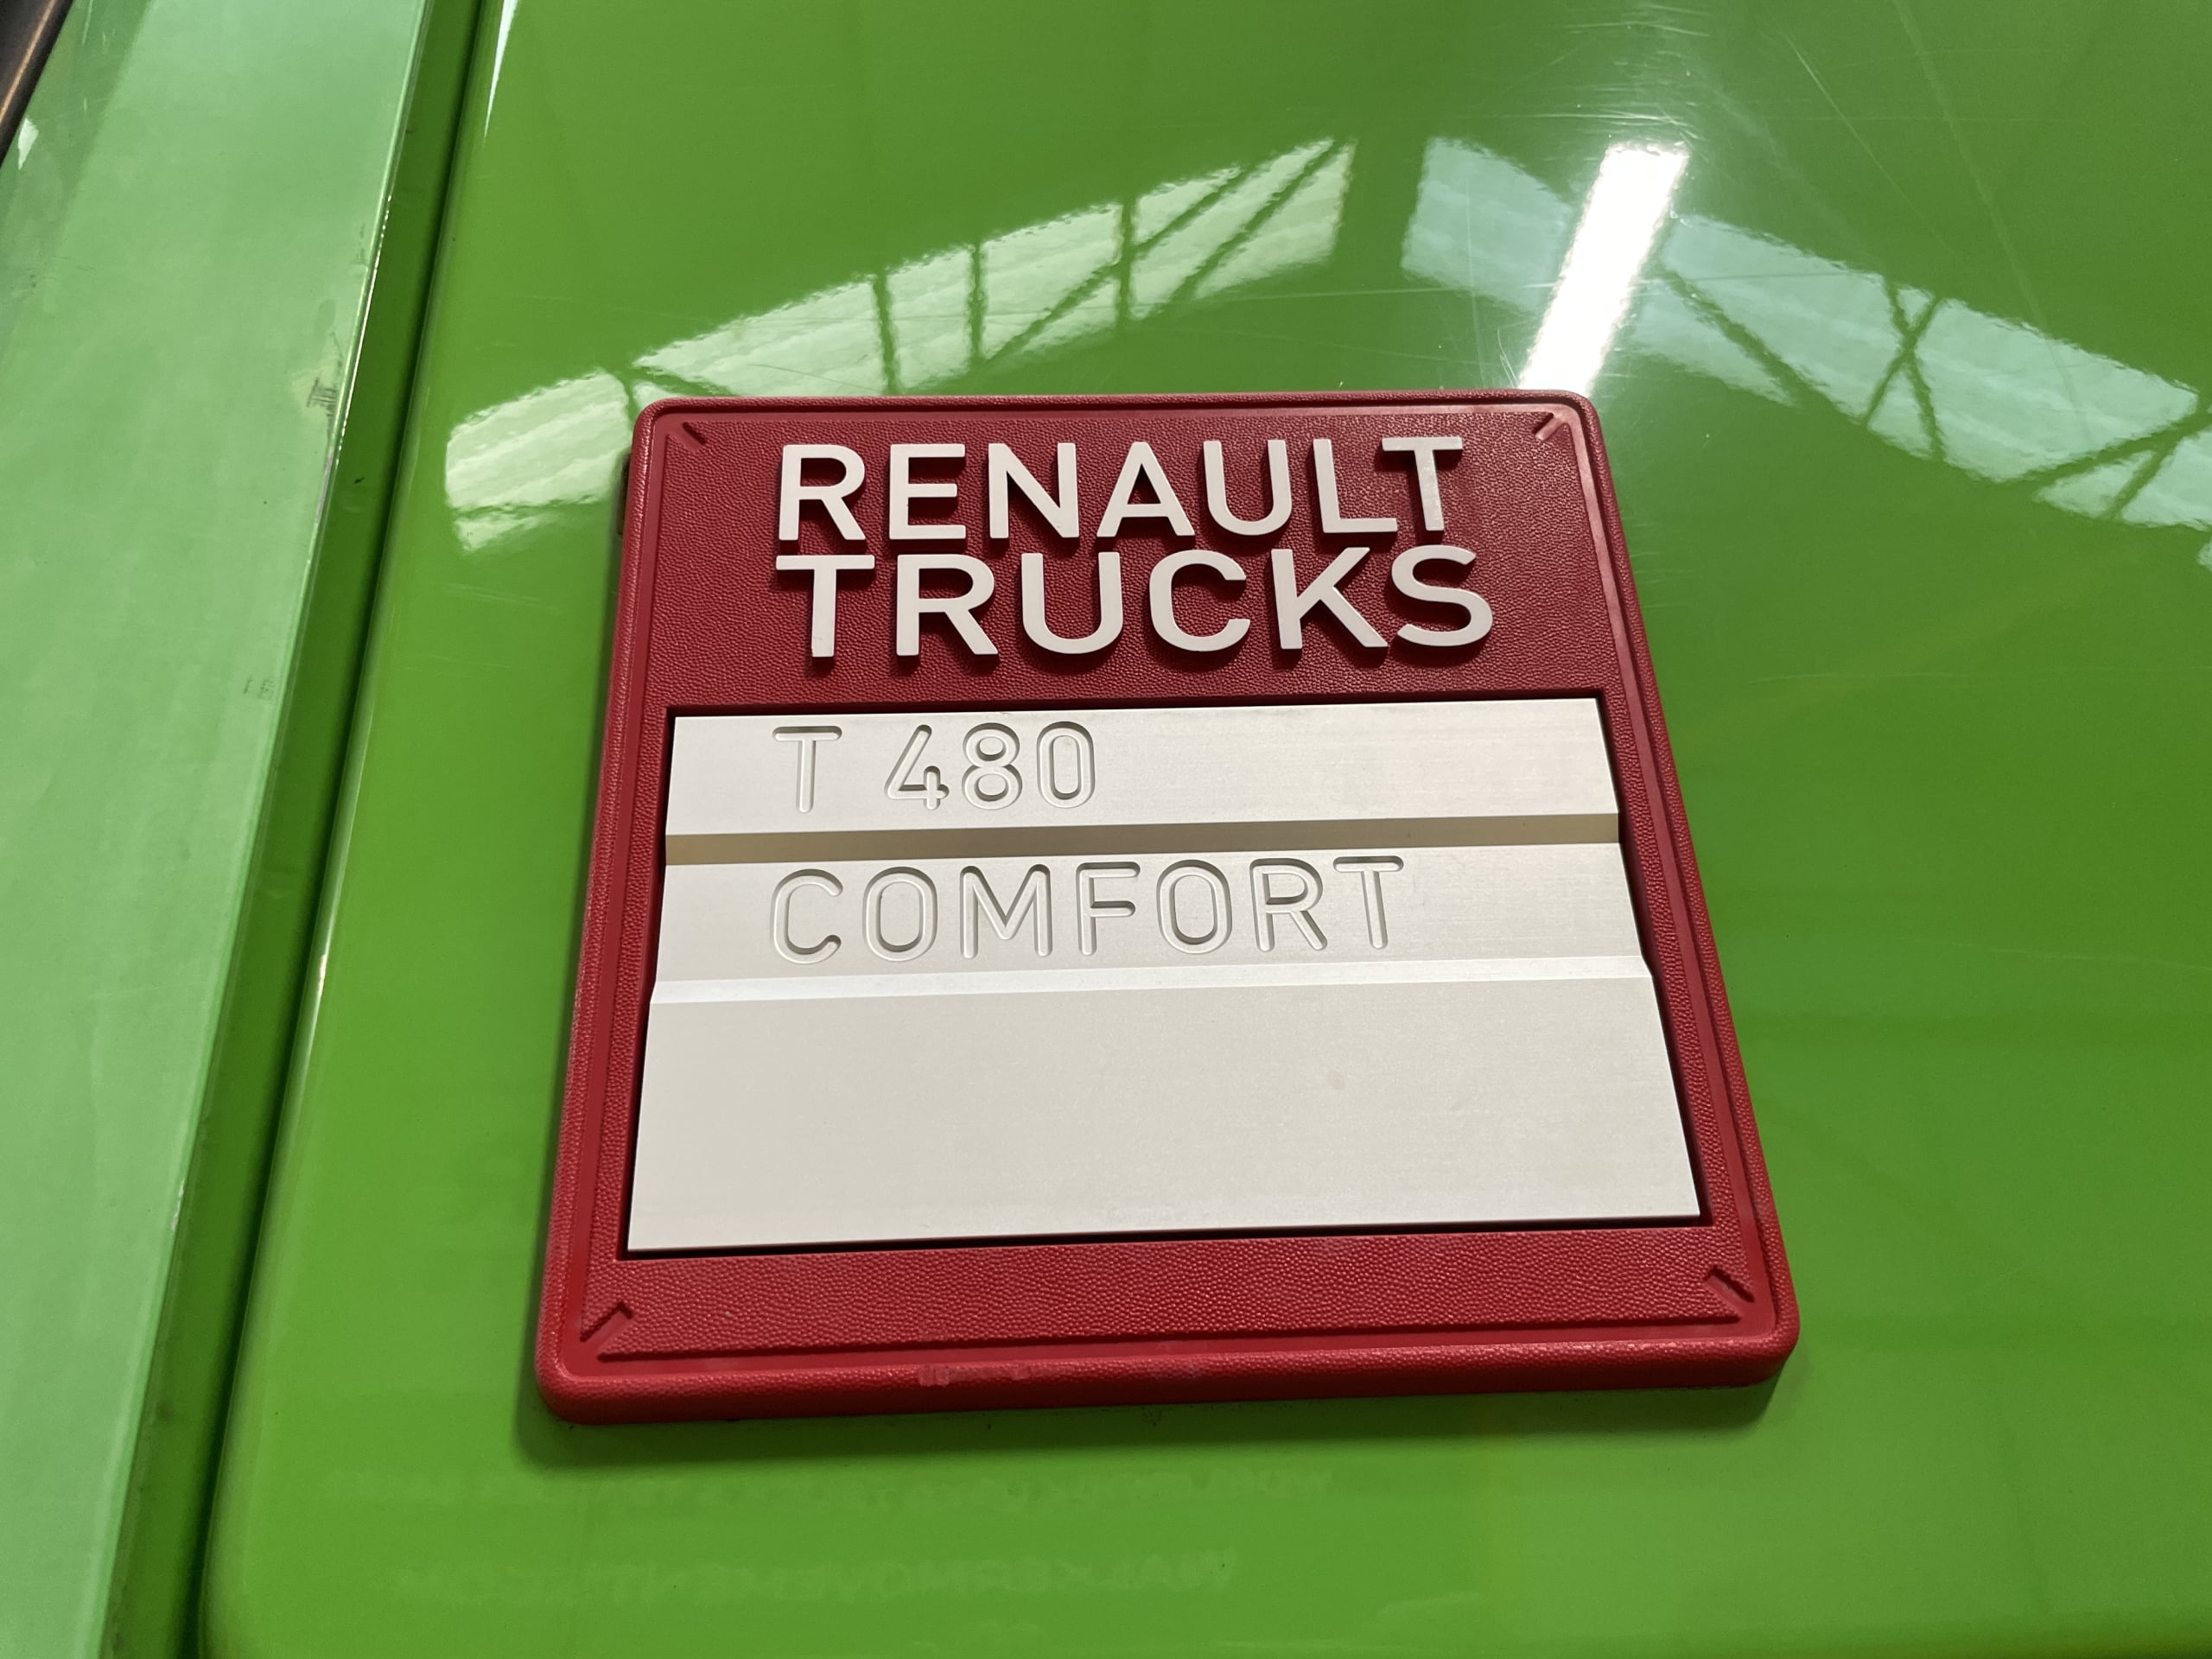 RENAULT
TRUCKS
T 480
COMFORT